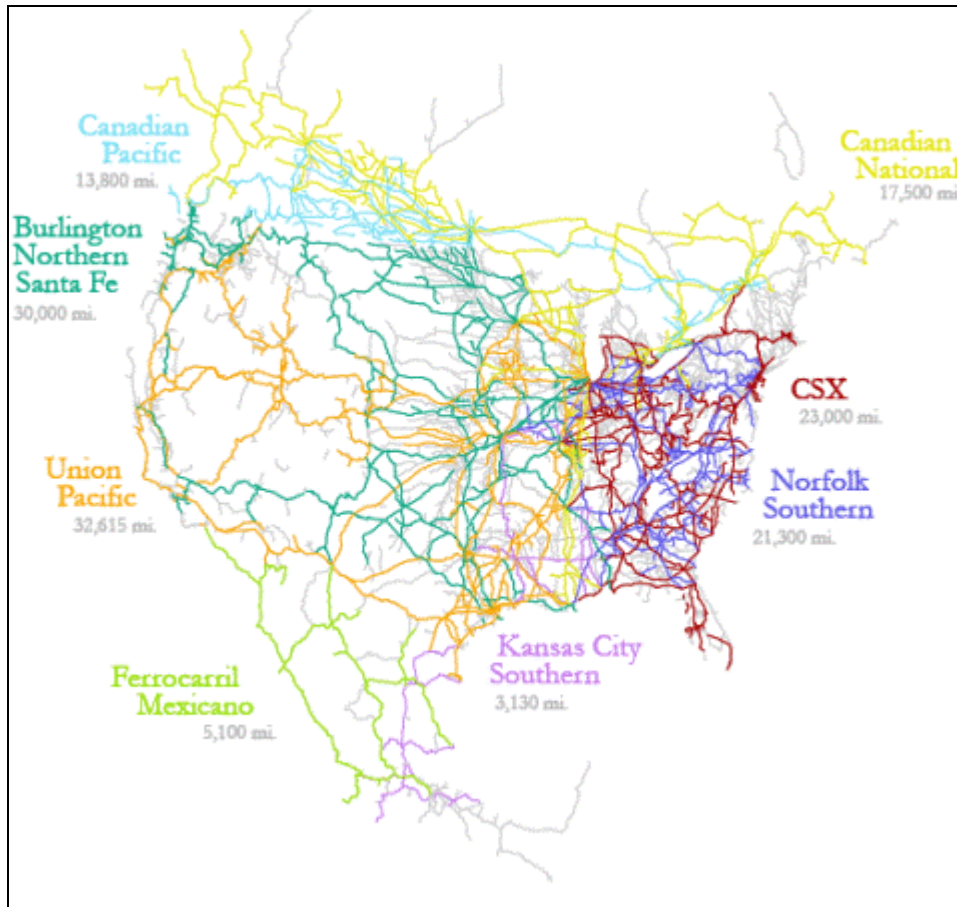 Canadian
Pacific
13,800 mi.
Canadian
National
17,500 mi
Burlington
Northern
Santa Fe
30,000 mi.
CSX
23,000 mi.
Union
Pacific
32,615 mi.
Norfolk
Southern
21,300 mi.
Kansas City
Southern
3,130 mi.
Ferrocarril
Mexicano
5,100 mi.